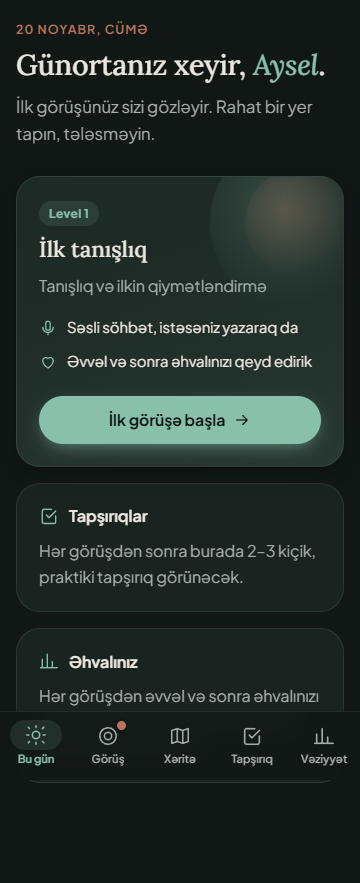 20 NOYABR, CÜMƏ
Günortanız xeyir, Aysel.
İlk görüşünüz sizi gözləyir. Rahat bir yer
tapın, tələsməyin.
Level 1
İlk tanışlıq
Tanışlıq və ilkin qiymətləndirmə
Səsli söhbət, istəsəniz yazaraq da
Əvvəl və sonra əhvalınızı qeyd edirik
İlk görüşə başla →
Tapşırıqlar
Hər görüşdən sonra burada 2–3 kiçik,
praktiki tapşırıq görünəcək.
Əhvalınız
Hər görüşdən əvvəl və sonra əhvalınızı
Bu gün
Görüş
Xəritə
Tapşırıq
Vəziyyət